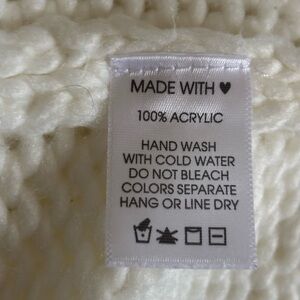 MADE WITH ♥
100% ACRYLIC
HAND WASH
WITH COLD WATER
DO NOT BLEACH
COLORS SEPARATE
HANG OR LINE DRY